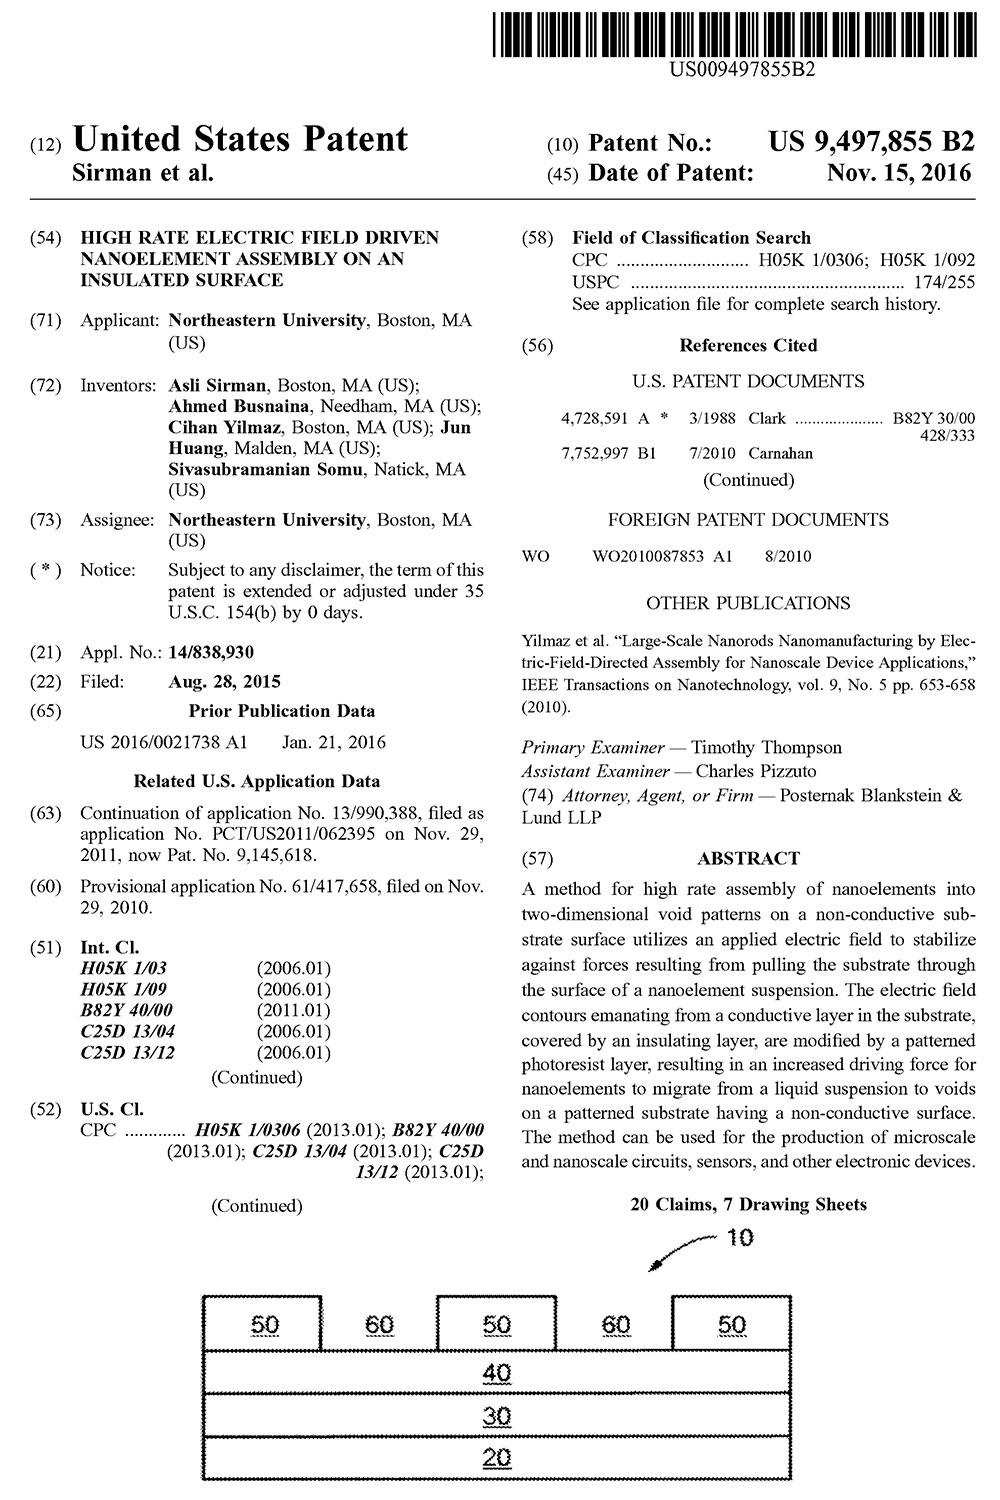 US009497855B2
(12) United States Patent
Sirman et al.
(10) Patent No.: US 9,497,855 B2
(45) Date of Patent: Nov. 15, 2016
(54) HIGH RATE ELECTRIC FIELD DRIVEN
NANOELEMENT ASSEMBLY ON AN
INSULATED SURFACE
(71) Applicant: Northeastern University, Boston, MA
(US)
(72) Inventors: Asli Sirman, Boston, MA (US);
Ahmed Busnaina, Needham, MA (US);
Cihan Yilmaz, Boston, MA (US); Jun
Huang, Malden, MA (US);
Sivasubramanian Somu, Natick, MA
(US)
(73) Assignee: Northeastern University, Boston, MA
(US)
( * ) Notice: Subject to any disclaimer, the term of this
patent is extended or adjusted under 35
U.S.C. 154(b) by 0 days.
(21) Appl. No.: 14/838,930
(22) Filed: Aug. 28, 2015
(65) Prior Publication Data
US 2016/0021738 A1 Jan. 21, 2016
Related U.S. Application Data
(63) Continuation of application No. 13/990,388, filed as
application No. PCT/US2011/062395 on Nov. 29,
2011, now Pat. No. 9,145,618.
(60) Provisional application No. 61/417,658, filed on Nov.
29, 2010.
(51) Int. Cl.
H05K 1/03 (2006.01)
H05K 1/09 (2006.01)
B82Y 40/00 (2011.01)
C25D 13/04 (2006.01)
C25D 13/12 (2006.01)
(Continued)
(52) U.S. Cl.
CPC ............. H05K 1/0306 (2013.01); B82Y 40/00
(2013.01); C25D 13/04 (2013.01); C25D
13/12 (2013.01);
(Continued)
(58) Field of Classification Search
CPC ............................ H05K 1/0306; H05K 1/092
USPC ......................................................... 174/255
See application file for complete search history.
(56) References Cited
U.S. PATENT DOCUMENTS
4,728,591 A * 3/1988 Clark ..................... B82Y 30/00
428/333
7,752,997 B1 7/2010 Carnahan
(Continued)
FOREIGN PATENT DOCUMENTS
WO WO2010087853 A1 8/2010
OTHER PUBLICATIONS
Yilmaz et al. “Large-Scale Nanorods Nanomanufacturing by Elec-
tric-Field-Directed Assembly for Nanoscale Device Applications,”
IEEE Transactions on Nanotechnology, vol. 9, No. 5 pp. 653-658
(2010).
Primary Examiner — Timothy Thompson
Assistant Examiner — Charles Pizzuto
(74) Attorney, Agent, or Firm — Posternak Blankstein &
Lund LLP
(57) ABSTRACT
A method for high rate assembly of nanoelements into
two-dimensional void patterns on a non-conductive sub-
strate surface utilizes an applied electric field to stabilize
against forces resulting from pulling the substrate through
the surface of a nanoelement suspension. The electric field
contours emanating from a conductive layer in the substrate,
covered by an insulating layer, are modified by a patterned
photoresist layer, resulting in an increased driving force for
nanoelements to migrate from a liquid suspension to voids
on a patterned substrate having a non-conductive surface.
The method can be used for the production of microscale
and nanoscale circuits, sensors, and other electronic devices.
20 Claims, 7 Drawing Sheets
10
50 60 50 60 50
40
30
20